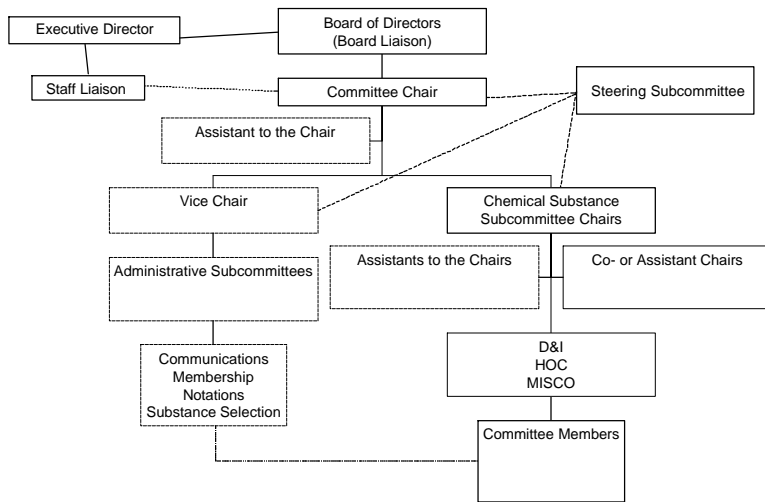 Executive Director
Board of Directors
(Board Liaison)
Staff Liaison
Committee Chair
Steering Subcommittee
Assistant to the Chair
Vice Chair
Chemical Substance
Subcommittee Chairs
Administrative Subcommittees
Assistants to the Chairs
Co- or Assistant Chairs
Communications
Membership
Notations
Substance Selection
D&I
HOC
MISCO
Committee Members